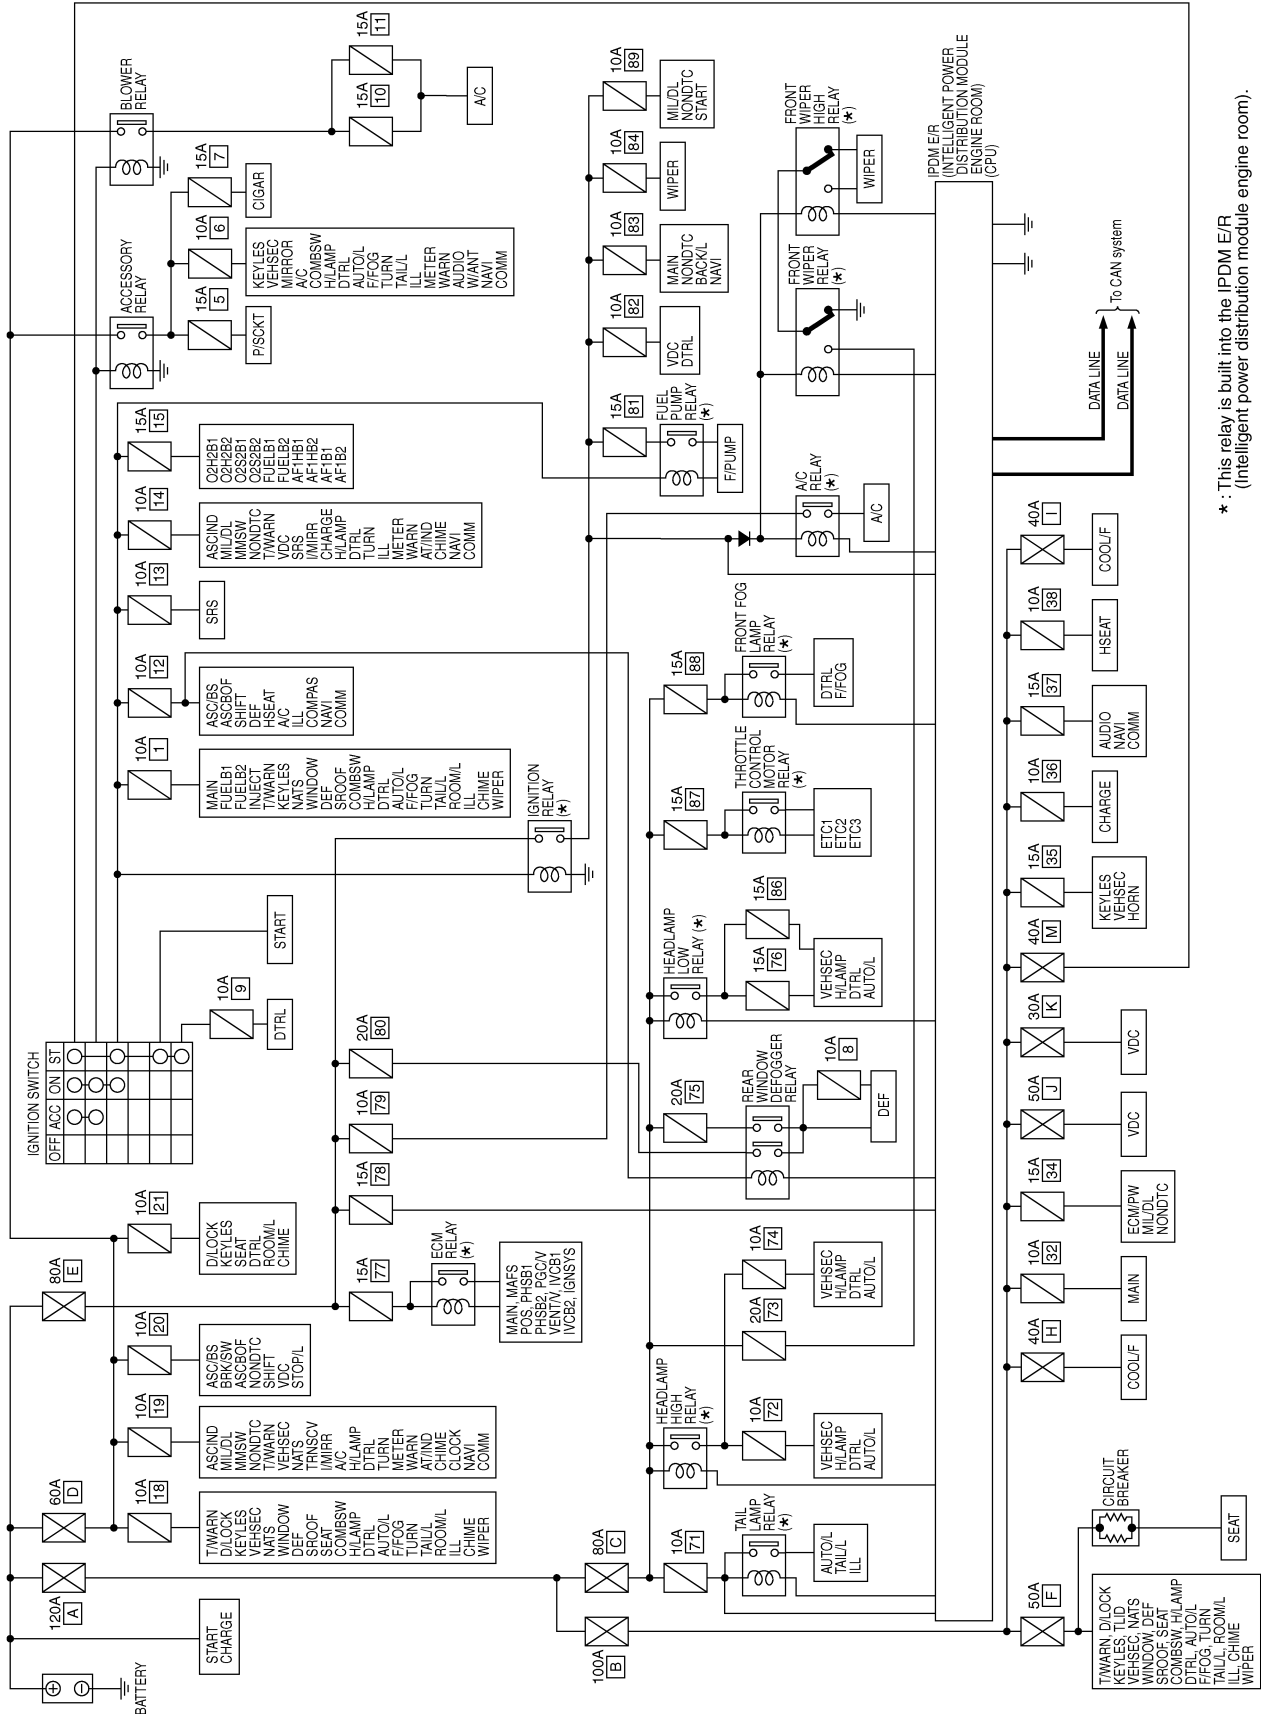 BATTERY
120A
A
START
CHARGE
60A
D
10A
18
T/WARN
D/LOCK
KEYLES
VEHSEC
NATS
WINDOW
DEF
SROOF
SEAT
COMBSW
H/LAMP
DTRL
AUTO/L
F/FOG
TURN
TAIL/L
ROOM/L
ILL
CHIME
WIPER
10A
19
ASCIND
MIL/DL
MMSW
NONDTC
T/WARN
VEHSEC
NATS
TRNSCV
I/MIRR
A/C
H/LAMP
DTRL
TURN
METER
WARN
AT/IND
CHIME
CLOCK
NAVI
COMM
10A
20
ASC/BS
BRK/SW
ASCBOF
NONDTC
SHIFT
VDC
STOP/L
80A
E
10A
21
D/LOCK
KEYLES
SEAT
DTRL
ROOM/L
CHIME
IGNITION SWITCH
OFF
ACC
ON
ST
10A
9
DTRL
START
10A
1
MAIN
FUELB1
FUELB2
INJECT
T/WARN
KEYLES
NATS
WINDOW
DEF
SROOF
COMBSW
H/LAMP
DTRL
AUTO/L
F/FOG
TURN
TAIL/L
ROOM/L
ILL
CHIME
WIPER
10A
12
ASC/BS
ASCBOF
SHIFT
DEF
HSEAT
A/C
ILL
COMPAS
NAVI
COMM
10A
13
SRS
10A
14
ASCIND
MIL/DL
MMSW
NONDTC
T/WARN
VDC
SRS
I/MIRR
CHARGE
H/LAMP
DTRL
TURN
ILL
METER
WARN
AT/IND
CHIME
NAVI
COMM
15A
15
O2H2B1
O2H2B2
O2S2B1
O2S2B2
FUELB1
FUELB2
AF1HB1
AF1HB2
AF1B1
AF1B2
ACCESSORY
RELAY
15A
5
P/SCKT
10A
6
KEYLES
VEHSEC
MIRROR
A/C
COMBSW
H/LAMP
DTRL
AUTO/L
F/FOG
TURN
TAIL/L
ILL
METER
WARN
AUDIO
W/ANT
NAVI
COMM
15A
7
CIGAR
BLOWER
RELAY
15A
10
15A
11
A/C
15A
77
ECM
RELAY
(*)
MAIN, MAFS
POS, PHSB1
PHSB2, PGC/V
VENT/V, IVCB1
IVCB2, IGNSYS
15A
78
10A
79
20A
80
IGNITION
RELAY
(*)
15A
81
FUEL
PUMP
RELAY
(*)
F/PUMP
10A
82
VDC
DTRL
10A
83
MAIN
NONDTC
BACK/L
NAVI
10A
84
WIPER
10A
89
MIL/DL
NONDTC
START
100A
B
80A
C
10A
71
TAIL
LAMP
RELAY
(*)
AUTO/L
TAIL/L
ILL
HEADLAMP
HIGH
RELAY
(*)
10A
72
VEHSEC
H/LAMP
DTRL
AUTO/L
20A
73
10A
74
VEHSEC
H/LAMP
DTRL
AUTO/L
20A
75
REAR
WINDOW
DEFOGGER
RELAY
10A
8
DEF
HEADLAMP
LOW
RELAY (*)
15A
76
15A
86
VEHSEC
H/LAMP
DTRL
AUTO/L
15A
87
THROTTLE
CONTROL
MOTOR
RELAY
(*)
ETC1
ETC2
ETC3
15A
88
FRONT FOG
LAMP
RELAY
(*)
DTRL
F/FOG
A/C
RELAY
(*)
A/C
FRONT
WIPER
RELAY
(*)
FRONT
WIPER
HIGH
RELAY
(*)
WIPER
IPDM E/R
(INTELLIGENT POWER
DISTRIBUTION MODULE
ENGINE ROOM)
(CPU)
DATA LINE
DATA LINE
To CAN system
50A
F
T/WARN, D/LOCK
KEYLES, TLID
VEHSEC, NATS
WINDOW, DEF
SROOF, SEAT
COMBSW, H/LAMP
DTRL, AUTO/L
F/FOG, TURN
TAIL/L, ROOM/L
ILL, CHIME
WIPER
CIRCUIT
BREAKER
SEAT
40A
H
COOL/F
10A
32
MAIN
15A
34
ECM/PW
MIL/DL
NONDTC
50A
J
VDC
30A
K
VDC
40A
M
15A
35
KEYLES
VEHSEC
HORN
10A
36
CHARGE
15A
37
AUDIO
NAVI
COMM
10A
38
HSEAT
40A
I
COOL/F
* : This relay is built into the IPDM E/R
(Intelligent power distribution module engine room).